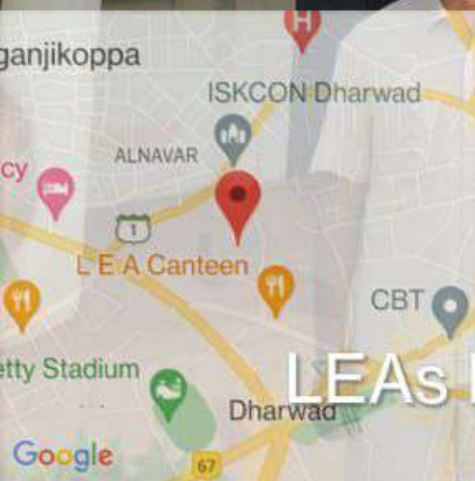 H
ganjikoppa
ISKCON Dharwad
ALNAVAR
cy
1
L E A Canteen
CBT
etty Stadium
LEAs
Dharwad
Google
67